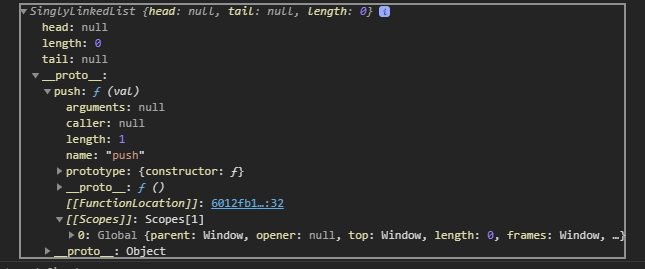 SinglyLinkedList {head: null, tail: null, length: 0} i
head: null
length: 0
tail: null
__proto__:
push: ƒ (val)
arguments: null
caller: null
length: 1
name: "push"
prototype: {constructor: ƒ}
__proto__: ƒ ()
[[FunctionLocation]]: 6012fb1…:32
[[Scopes]]: Scopes[1]
0: Global {parent: Window, opener: null, top: Window, length: 0, frames: Window, …}
__proto__: Object